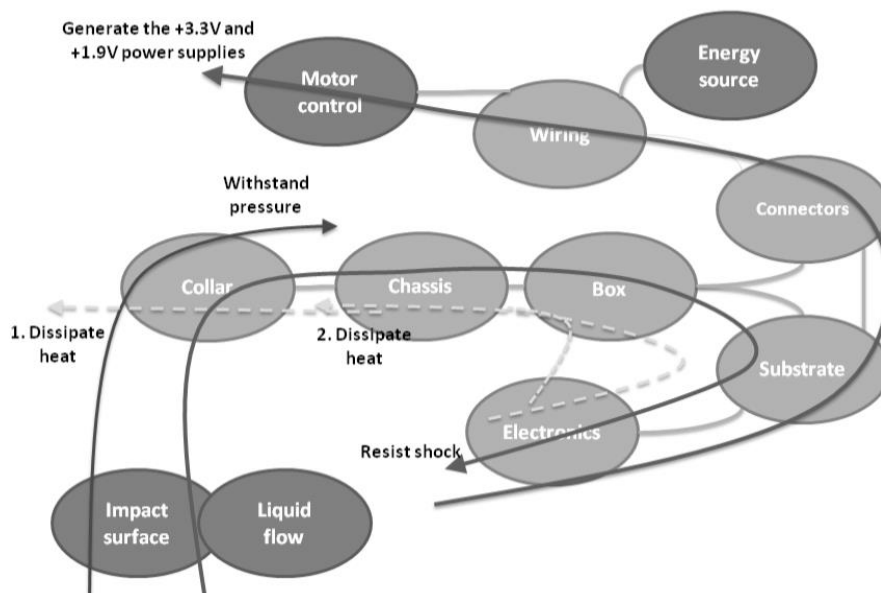 Generate the +3.3V and
+1.9V power supplies
Motor
control
Energy
source
Wiring
Connectors
Withstand
pressure
Collar
Chassis
Box
1. Dissipate
heat
2. Dissipate
heat
Substrate
Electronics
Resist shock
Impact
surface
Liquid
flow